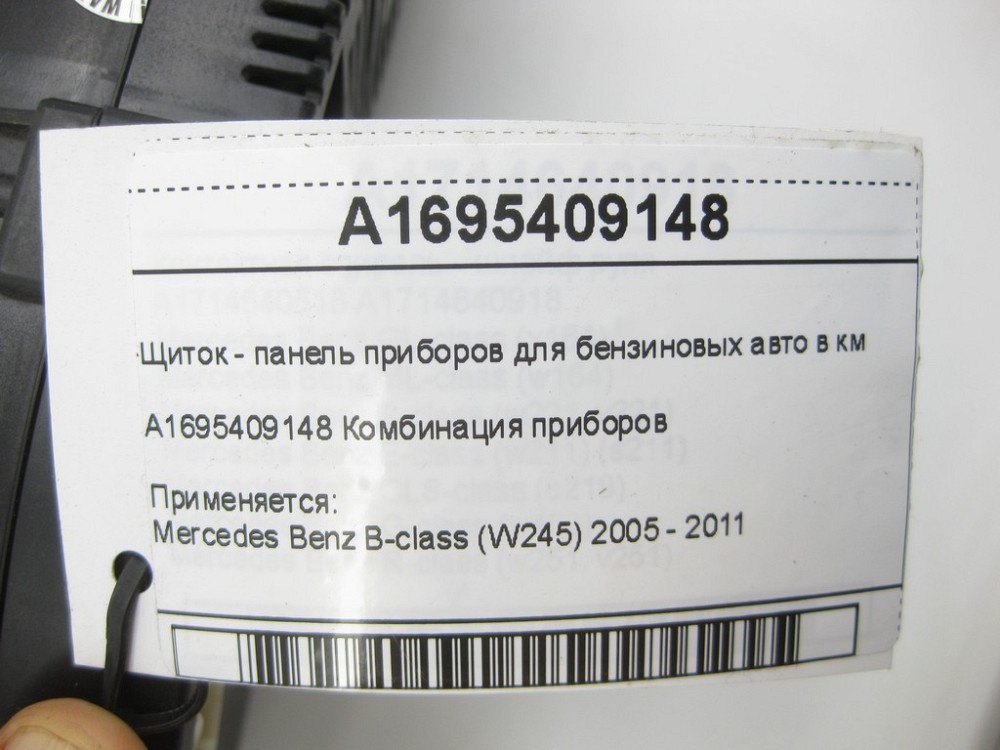 A1695409148
Щиток - панель приборов для бензиновых авто в км
A1695409148 Комбинация приборов
Применяется:
Mercedes Benz B-class (W245) 2005 - 2011